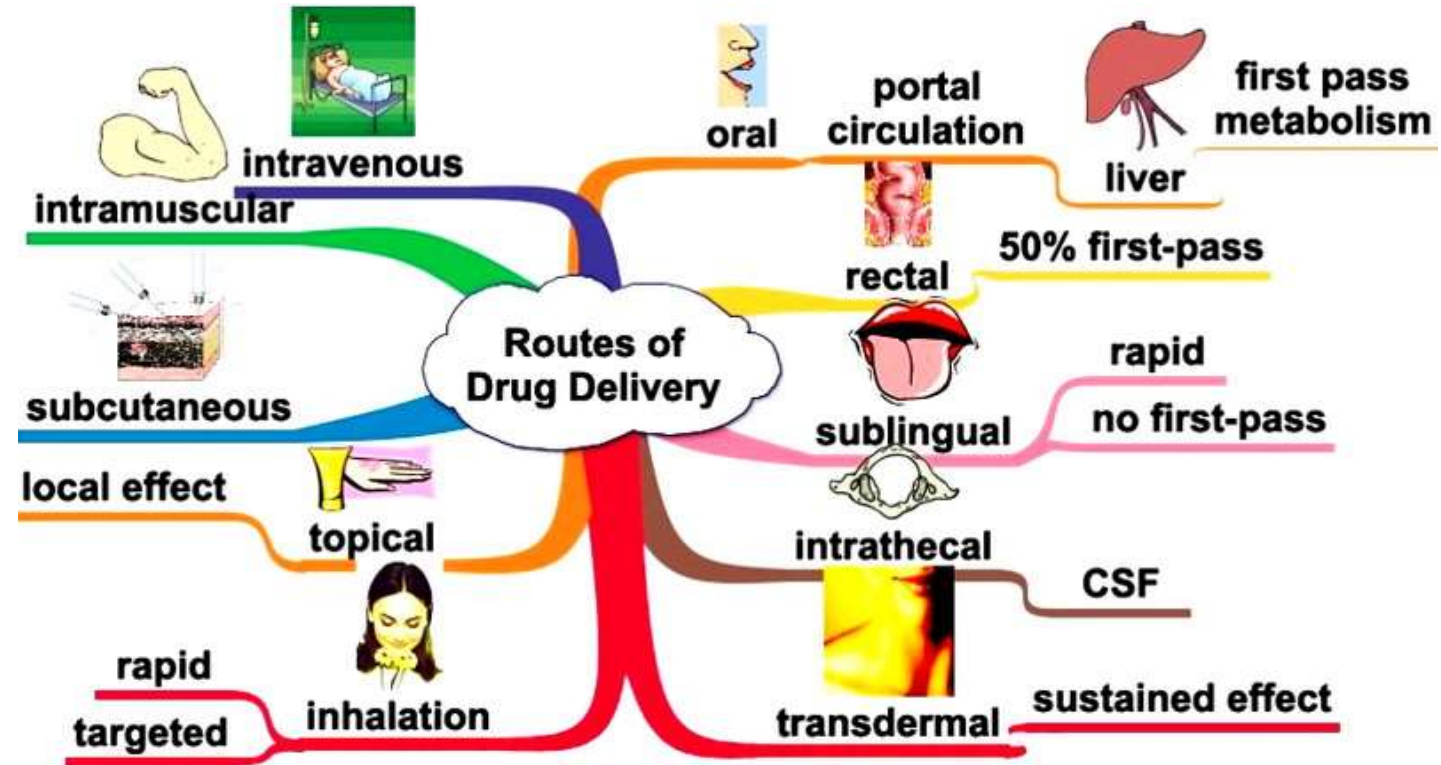 Routes of
Drug Delivery
oral
portal
circulation
liver
first pass
metabolism
rectal
50% first-pass
sublingual
rapid
no first-pass
intrathecal
CSF
transdermal
sustained effect
inhalation
rapid
targeted
topical
local effect
subcutaneous
intramuscular
intravenous